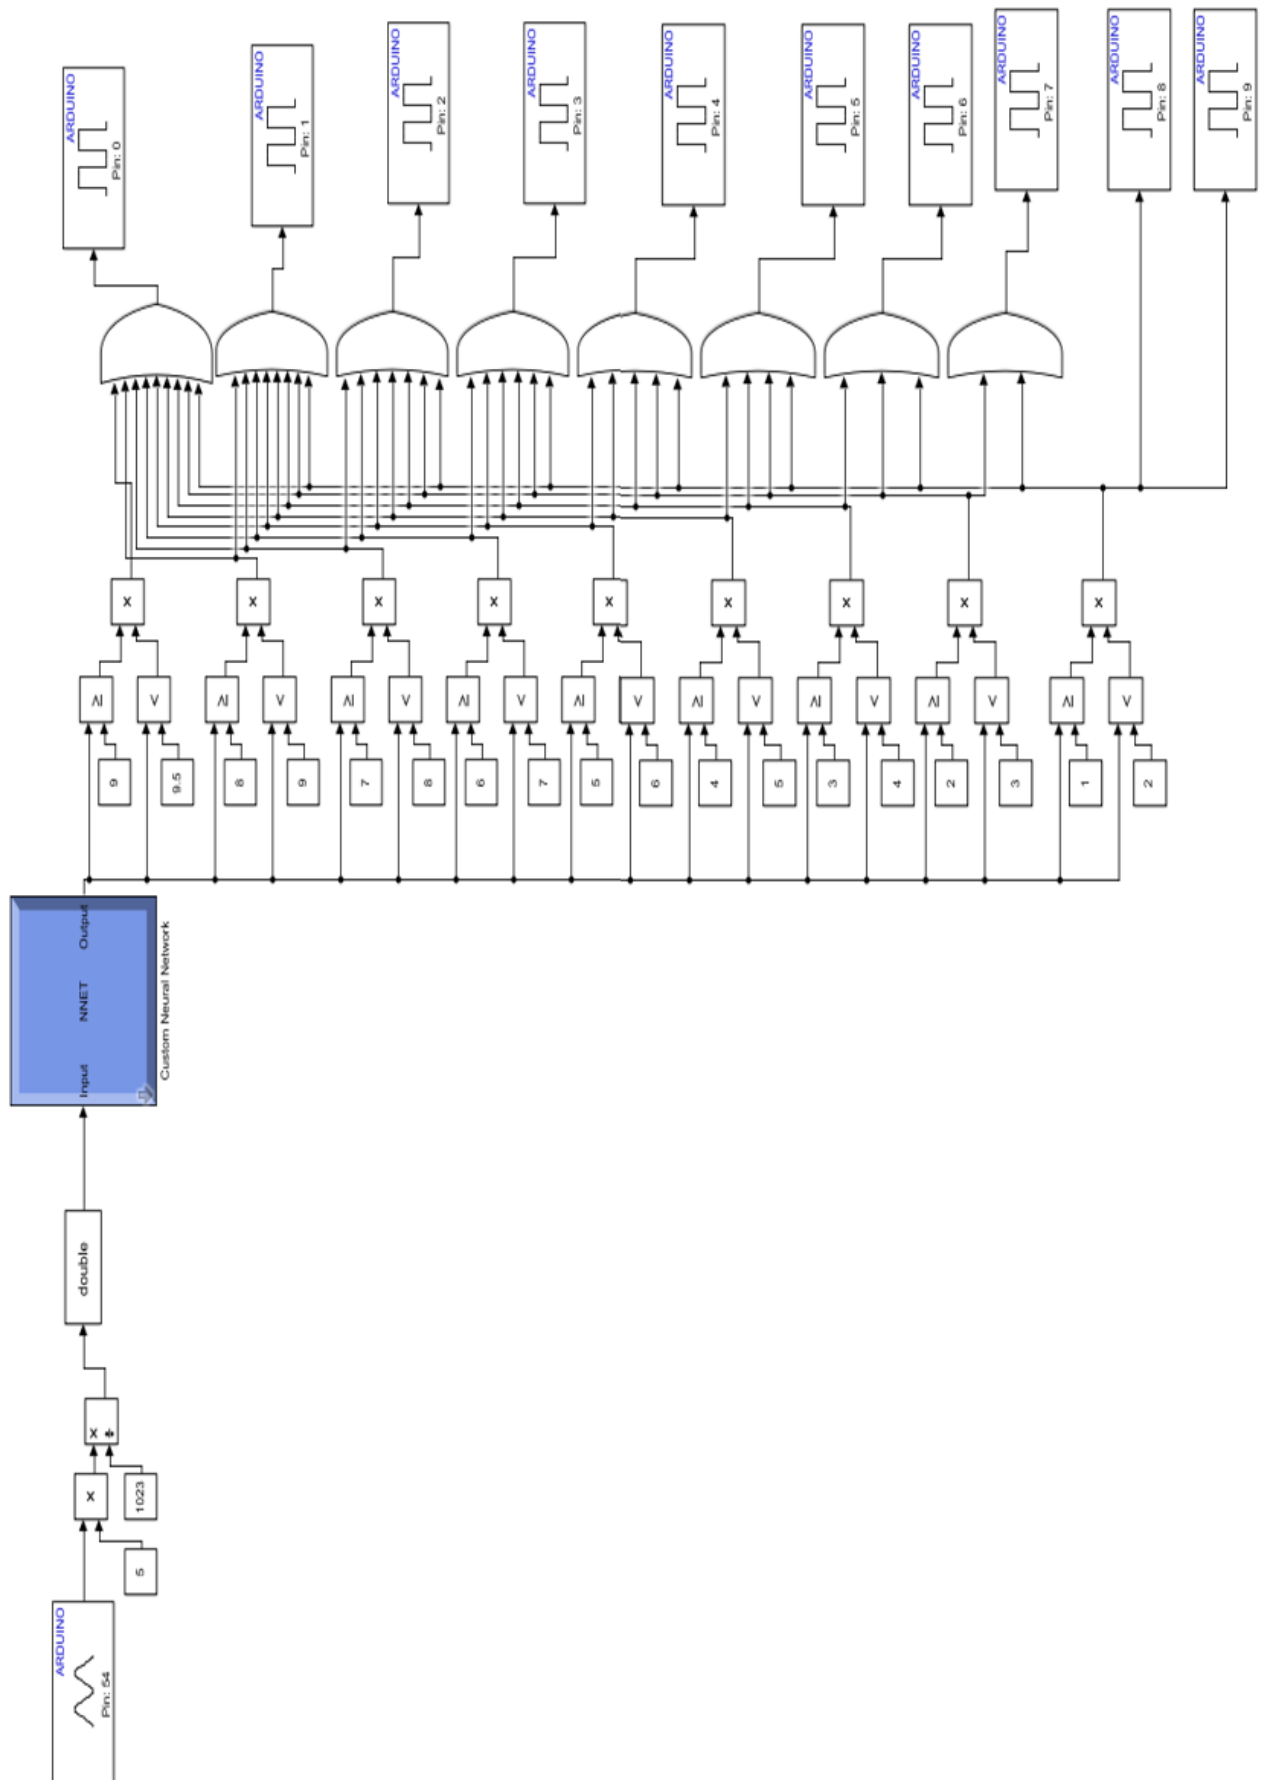 ARDUINO
Pin: 0
ARDUINO
Pin: 1
ARDUINO
Pin: 2
ARDUINO
Pin: 3
ARDUINO
Pin: 4
ARDUINO
Pin: 5
ARDUINO
Pin: 6
ARDUINO
Pin: 7
ARDUINO
Pin: 8
ARDUINO
Pin: 9
×
×
×
×
×
×
×
×
×
>=
<
>=
<
>=
<
>=
<
>=
<
>=
<
>=
<
>=
<
>=
<
9
9.5
8
9
7
8
6
7
5
6
4
5
3
4
2
3
1
2
Input
NNET
Output
Custom Neural Network
double
×
÷
×
1023
5
ARDUINO
Pin: 54